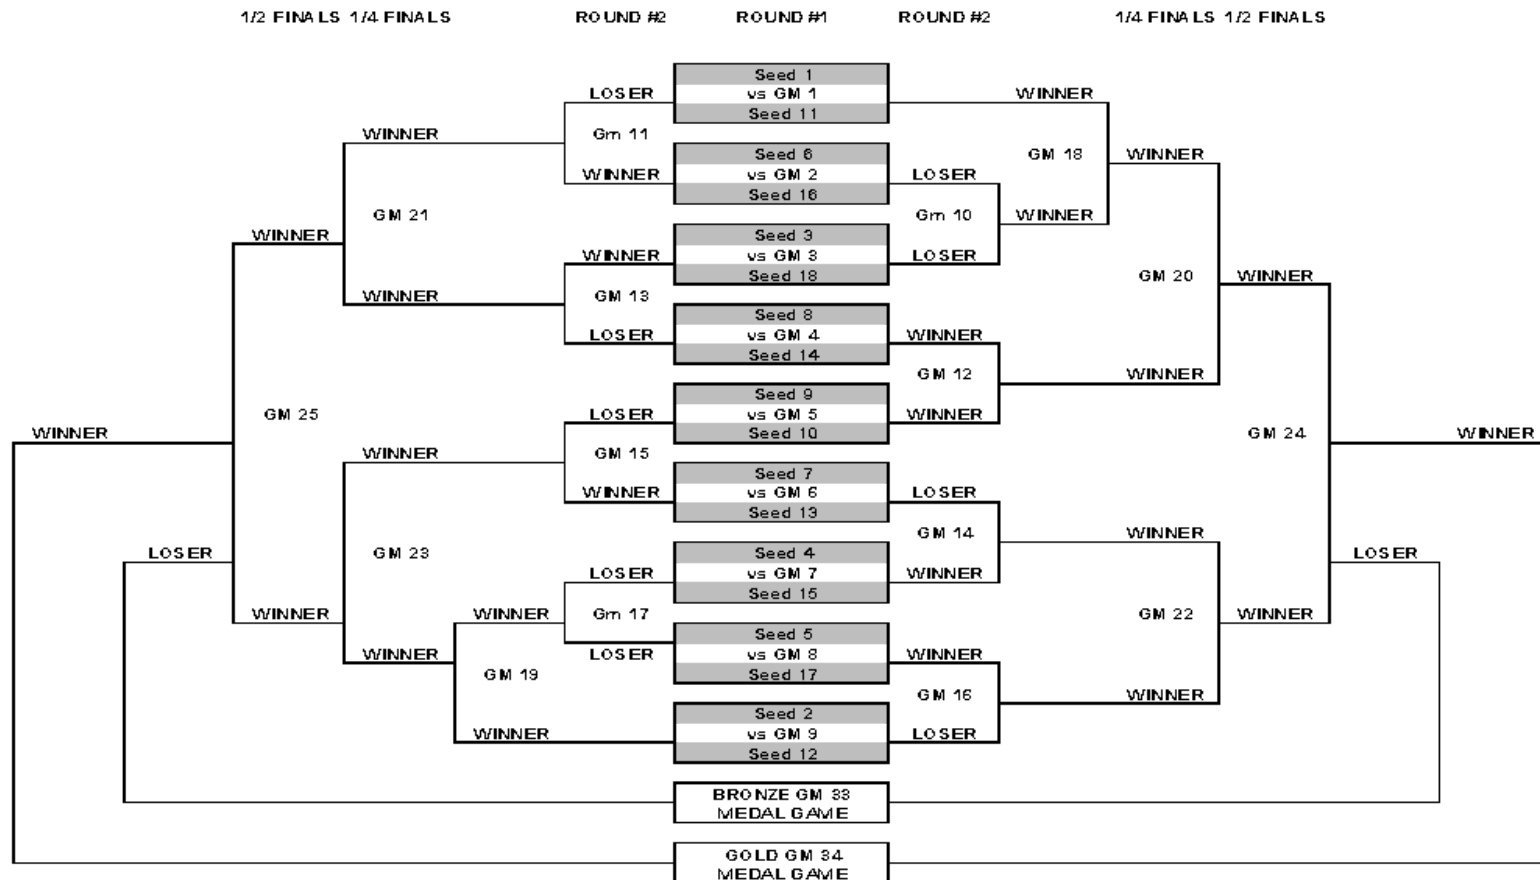 1/2 FINALS 1/4 FINALS ROUND #2 ROUND #1 ROUND #2 1/4 FINALS 1/2 FINALS
Seed 1
LOSER vs GM 1 WINNER
Seed 11
WINNER Gm 11
Seed 6 GM 18 WINNER
WINNER vs GM 2 LOSER
Seed 16
GM 21 Gm 10 WINNER
WINNER Seed 3
WINNER vs GM 3 LOSER
Seed 18 GM 20 WINNER
WINNER GM 13
Seed 8
LOSER vs GM 4 WINNER
Seed 14
GM 12 WINNER
Seed 9
GM 25 LOSER vs GM 5 WINNER
WINNER Seed 10 GM 24 WINNER
WINNER GM 15
Seed 7
WINNER vs GM 6 LOSER
Seed 13
GM 14 WINNER
LOSER GM 23 Seed 4 LOSER
LOSER vs GM 7 WINNER
Seed 15
WINNER WINNER Gm 17 GM 22 WINNER
Seed 5
WINNER LOSER vs GM 8 WINNER
GM 19 Seed 17
GM 16 WINNER
Seed 2
WINNER vs GM 9 LOSER
Seed 12
BRONZE GM 33
MEDAL GAME
GOLD GM 34
MEDAL GAME